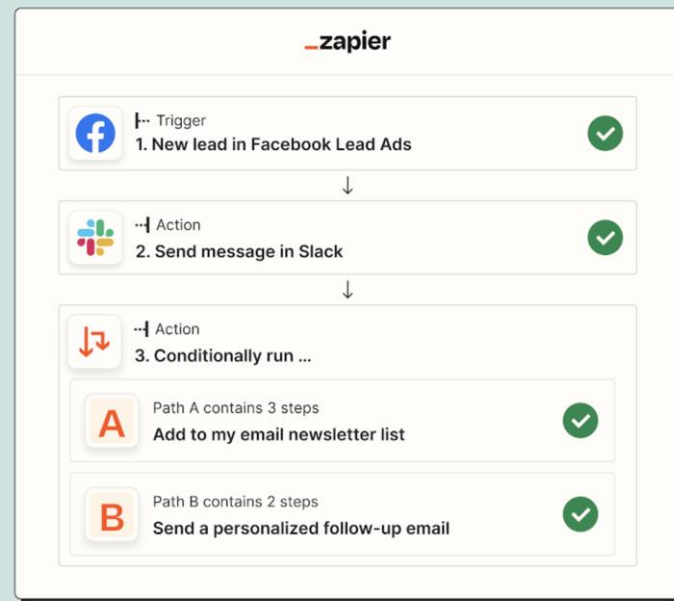 _zapier
Trigger
1. New lead in Facebook Lead Ads
Action
2. Send message in Slack
Action
3. Conditionally run ...
A
Path A contains 3 steps
Add to my email newsletter list
B
Path B contains 2 steps
Send a personalized follow-up email